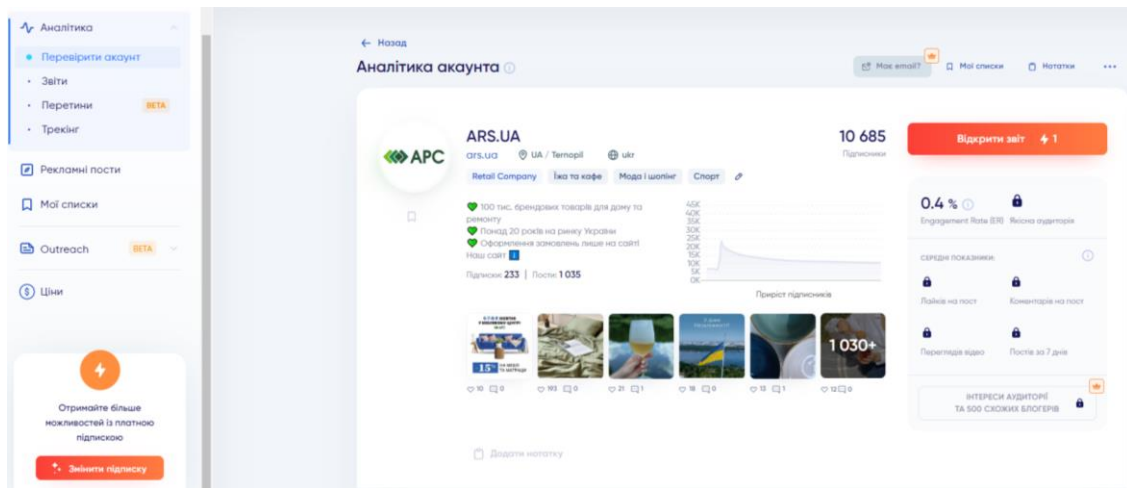 Аналітика
Перевірити акаунт
Звіти
Перетини BETA
Трекінг
Рекламні пости
Мої списки
Outreach BETA
Ціни
Отримайте більше
можливостей із платною
підпискою
Змінити підписку
← Назад
Аналітика акаунта
Має email?
Мої списки
Нотатки
АРС
ARS.UA
ars.ua UA / Ternopil ukr
Retail Company Їжа та кафе Мода і шопінг Спорт
10 685
Підписники
100 тис. брендових товарів для дому та
ремонту
Понад 20 років на ринку України
Оформлення замовлень лише на сайті
Наш сайт
Підписки 233 | Пости 1 035
45K
40K
35K
30K
25K
20K
15K
10K
5K
0K
Приріст підписників
15%
1 030+
10 0
193 0
21 1
18 0
13 1
12 0
Додати нотатку
Відкрити звіт 1
0.4 %
Engagement Rate (ER) Якісна аудиторія
СЕРЕДНІ ПОКАЗНИКИ:
Лайків на пост Коментарів на пост
Переглядів відео Постів за 7 днів
ІНТЕРЕСИ АУДИТОРІЇ
ТА 500 СХОЖИХ БЛОГЕРІВ